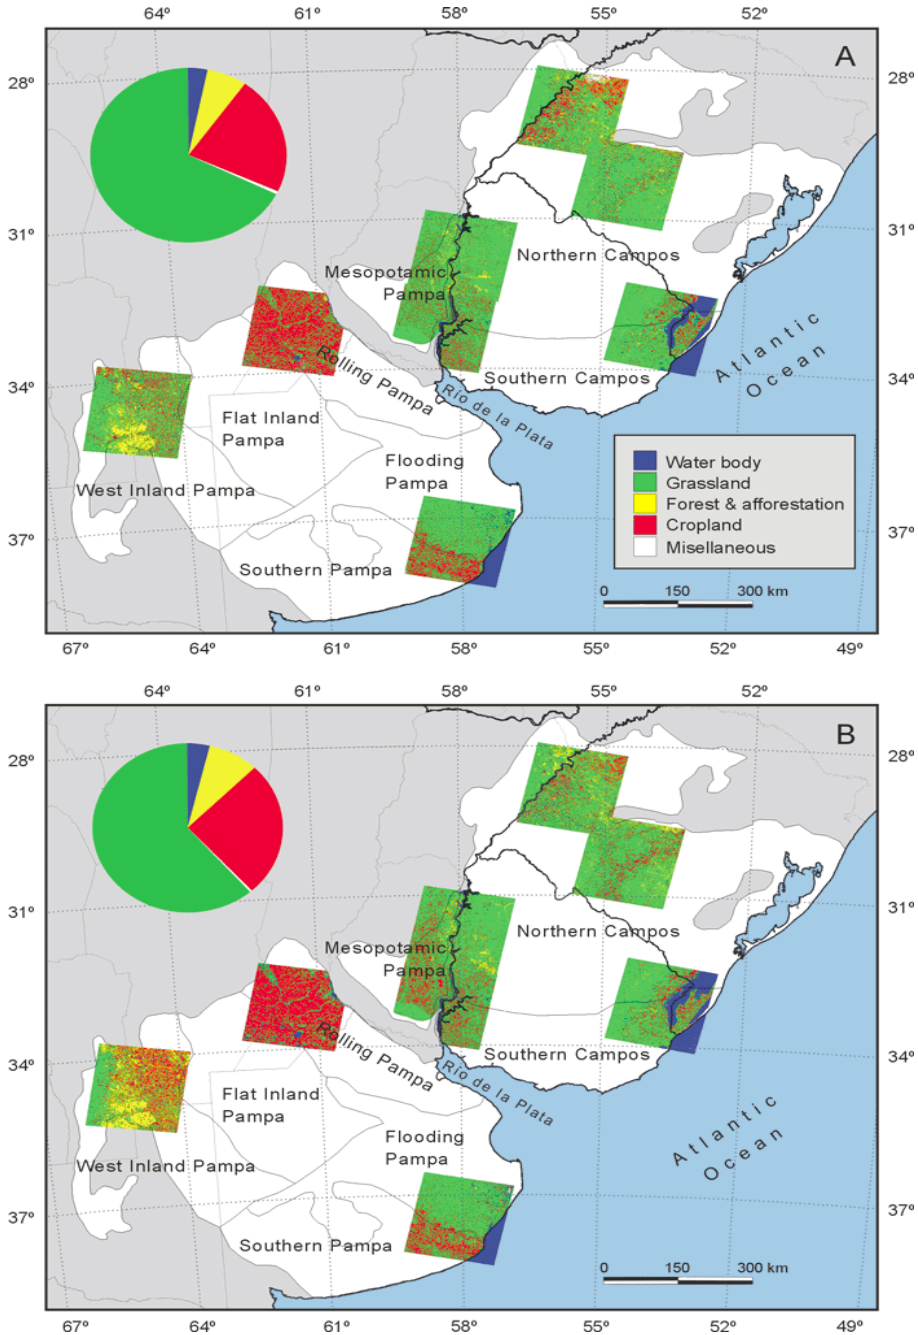 64º 61º 58º 55º 52º
A
28º 28º
31º 31º
Northern Campos
Mesopotamic
Pampa
Rolling Pampa
Atlantic
Ocean
34º 34º
Southern Campos
Río de la Plata
Flat Inland
Pampa
Flooding
Pampa
West Inland Pampa
Water body
Grassland
Forest & afforestation
Cropland
Misellaneous
37º 37º
Southern Pampa
0 150 300 km
67º 64º 61º 58º 55º 52º 49º
64º 61º 58º 55º 52º
B
28º 28º
31º 31º
Northern Campos
Mesopotamic
Pampa
Rolling Pampa
34º 34º
Southern Campos
Río de la Plata
Flat Inland
Pampa
Atlantic
Ocean
Flooding
Pampa
West Inland Pampa
37º 37º
Southern Pampa
0 150 300 km
67º 64º 61º 58º 55º 52º 49º